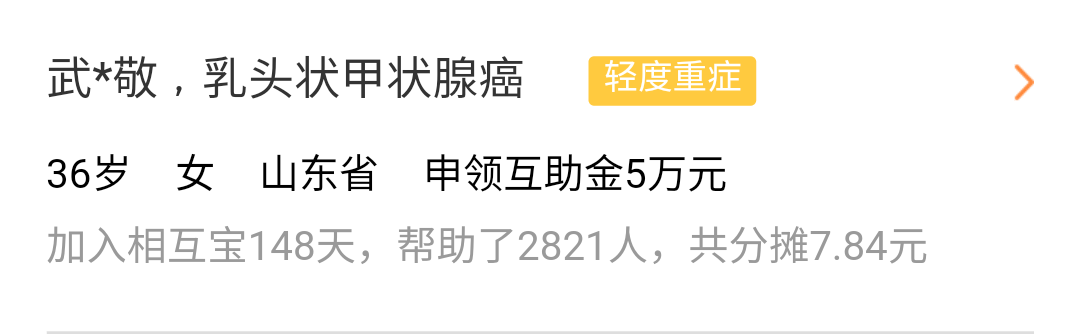 武*敬，乳头状甲状腺癌 轻度重症
36岁 女 山东省 申领互助金5万元
加入相互宝148天，帮助了2821人，共分摊7.84元